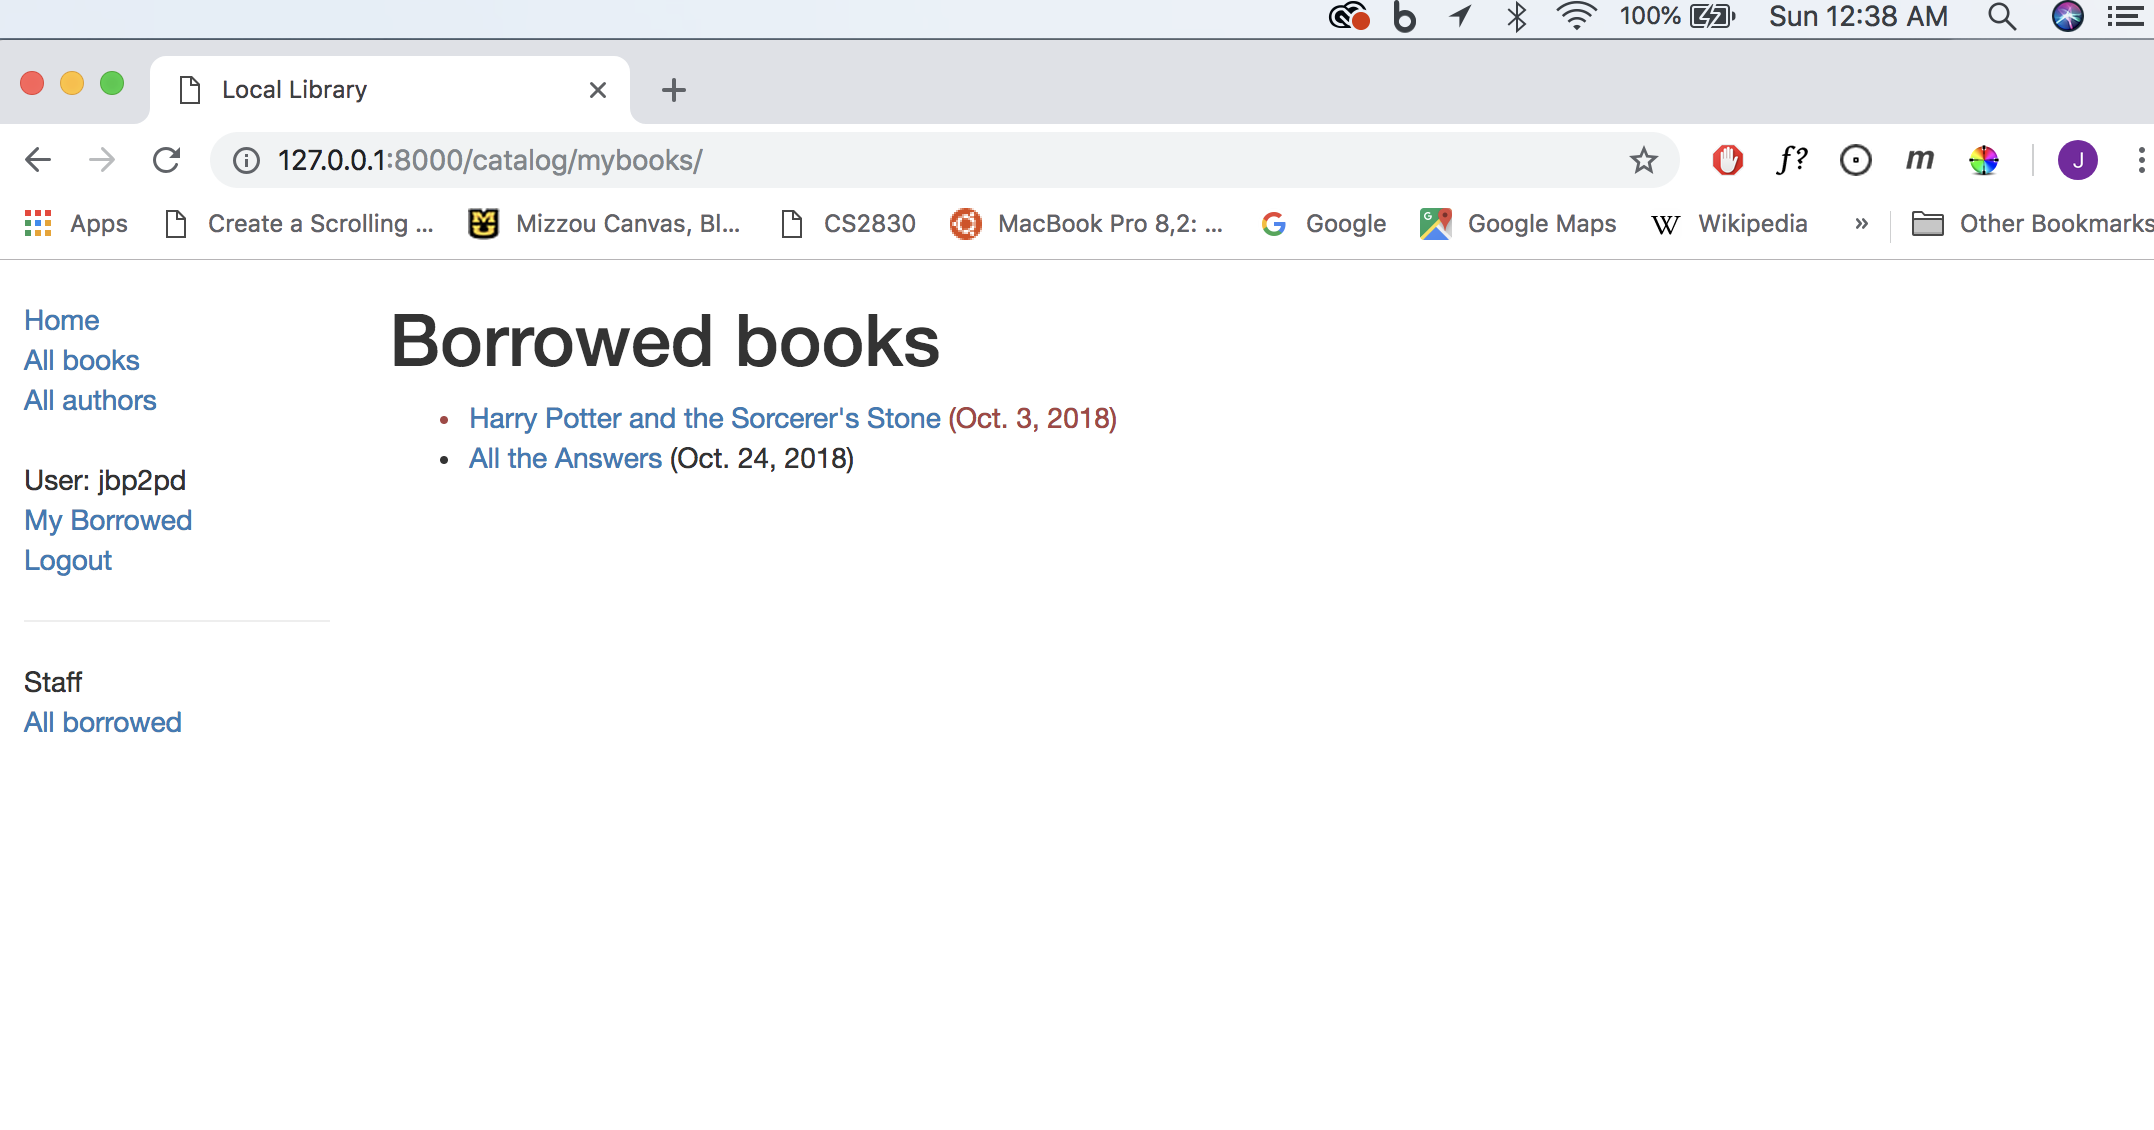 100% Sun 12:38 AM
Local Library
127.0.0.1:8000/catalog/mybooks/
f? m J
Apps Create a Scrolling ... Mizzou Canvas, Bl... CS2830 MacBook Pro 8,2: ... Google Google Maps W Wikipedia » Other Bookmarks
Home
All books
All authors
User: jbp2pd
My Borrowed
Logout
Staff
All borrowed
Borrowed books
• Harry Potter and the Sorcerer's Stone (Oct. 3, 2018)
• All the Answers (Oct. 24, 2018)